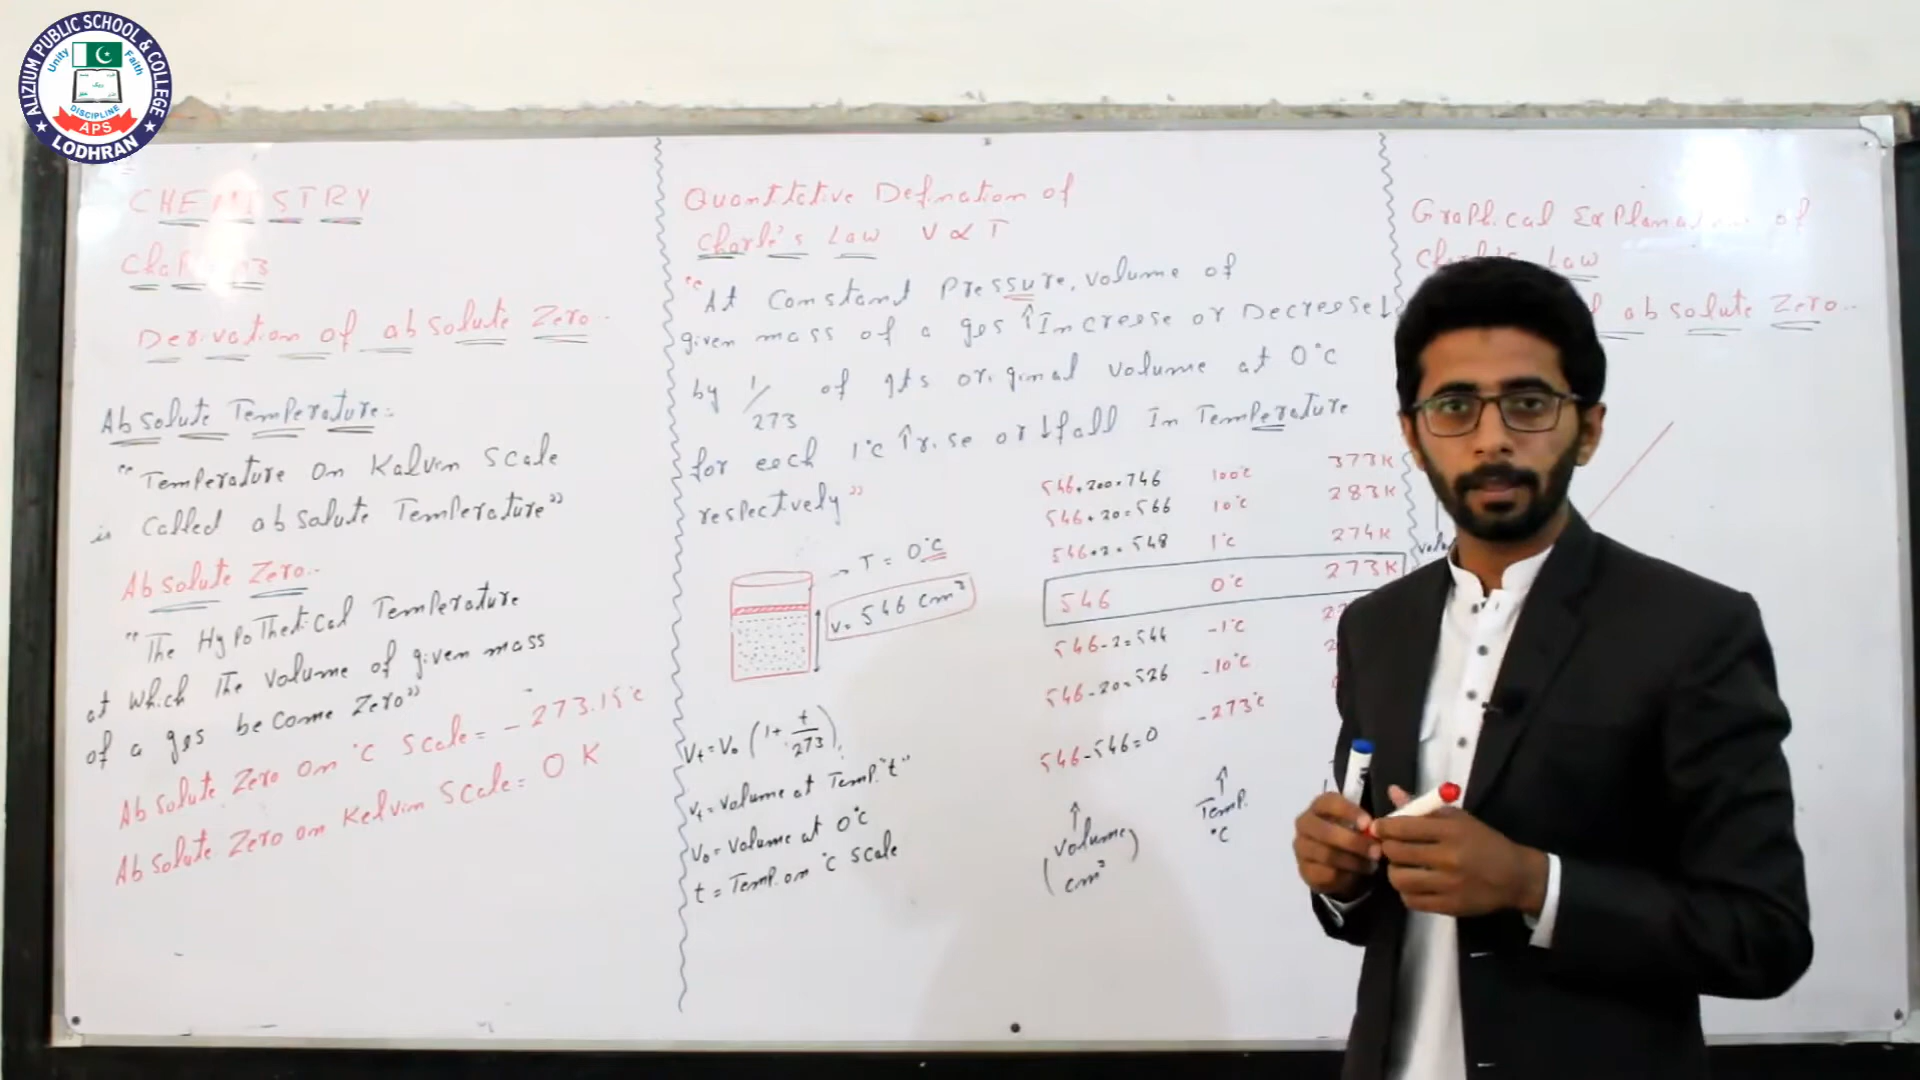 ALIZIUM PUBLIC SCHOOL & COLLEGE
Unity
Faith
DISCIPLINE
APS
LODHRAN
CHEMISTRY
Derivation of absolute Zero..
Absolute Temperature:-
"Temperature on Kalvin Scale
is Called absolute Temperature"
Absolute Zero:-
"The Hypothetical Temperature
at which The volume of given mass
of a gas become Zero"
Absolute Zero on °C Scale = -273.15°C
Absolute Zero on Kelvin Scale = 0 K
Quantitative Defination of
Charle's Law V ∝ T
"At Constand Pressure, volume of
given mass of a gas ↑Increese or Decreese↓
by 1/273 of Its original volume at 0°C
for each 1°C ↑rise or ↓fall In Temperature
respectively"
→ T = 0°C
V = 546 cm³
Vt = V₀ (1 + t/273)
Vt = Volume at Temp. "t"
V₀ = Volume at 0°C
t = Temp. on °C Scale
546+200=746 100°C 373K
546+20=566 10°C 283K
546+2=548 1°C 274K
546 0°C 273K
546-2=544 -1°C
546-20=526 -10°C
546-546=0 -273°C
↑ Volume (cm³)
↑ Temp. °C
Graphical Explanation of
Law
absolute Zero..